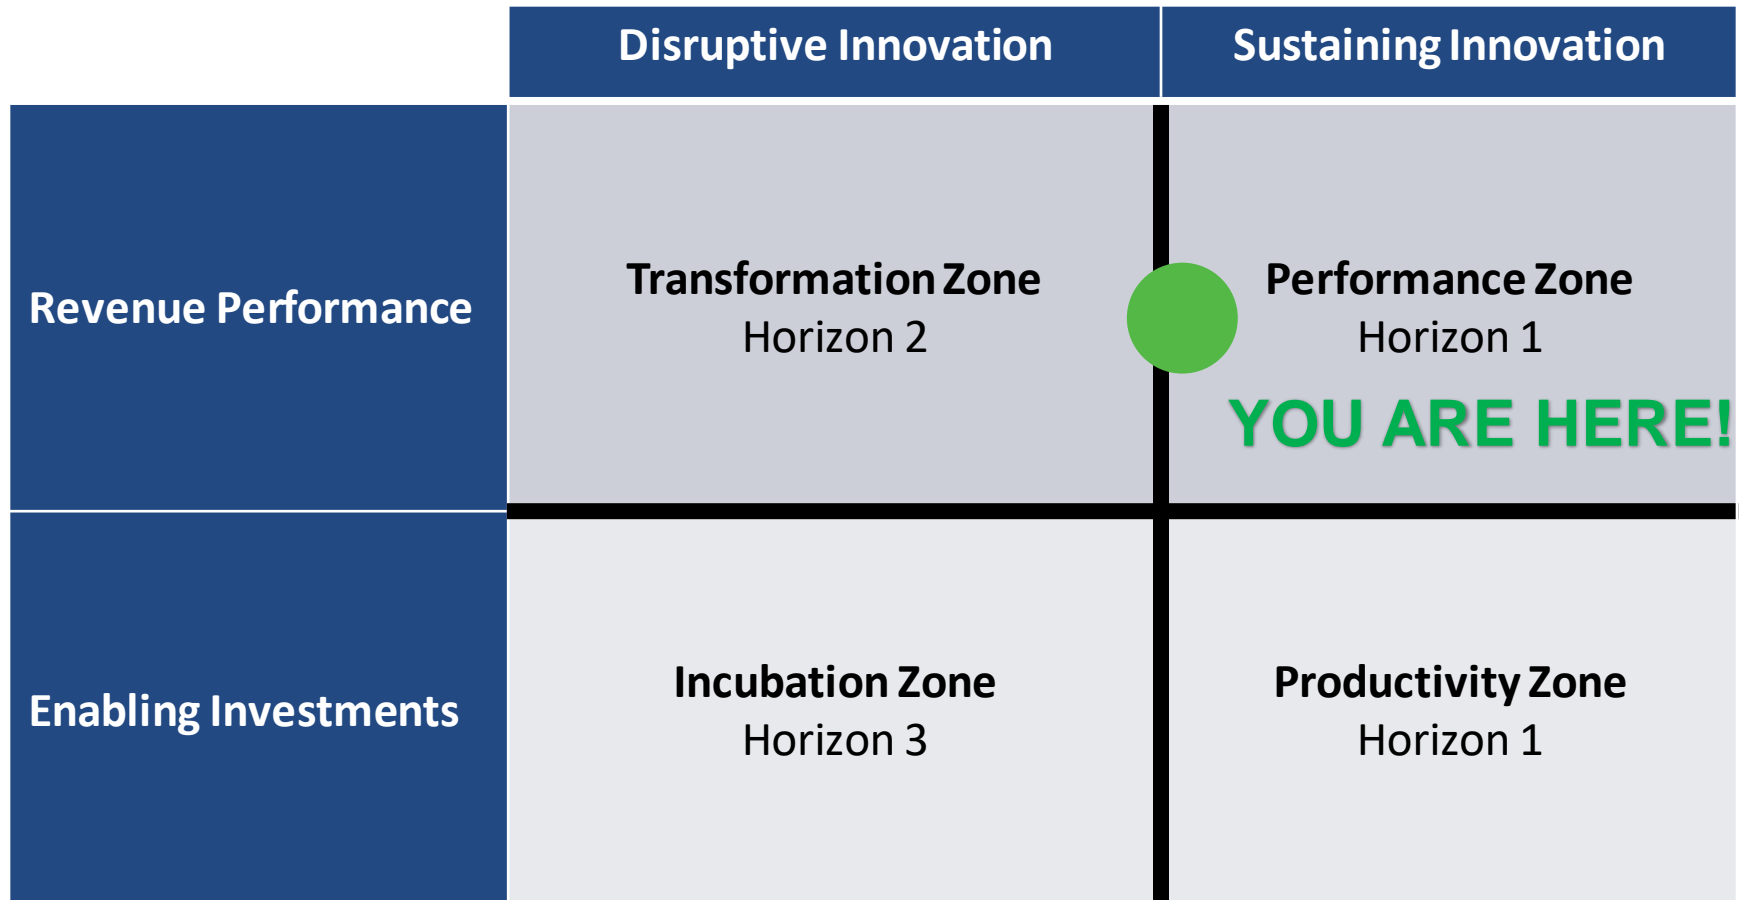 Disruptive Innovation
Sustaining Innovation
Revenue Performance
Transformation Zone
Horizon 2
Performance Zone
Horizon 1
YOU ARE HERE!
Enabling Investments
Incubation Zone
Horizon 3
Productivity Zone
Horizon 1